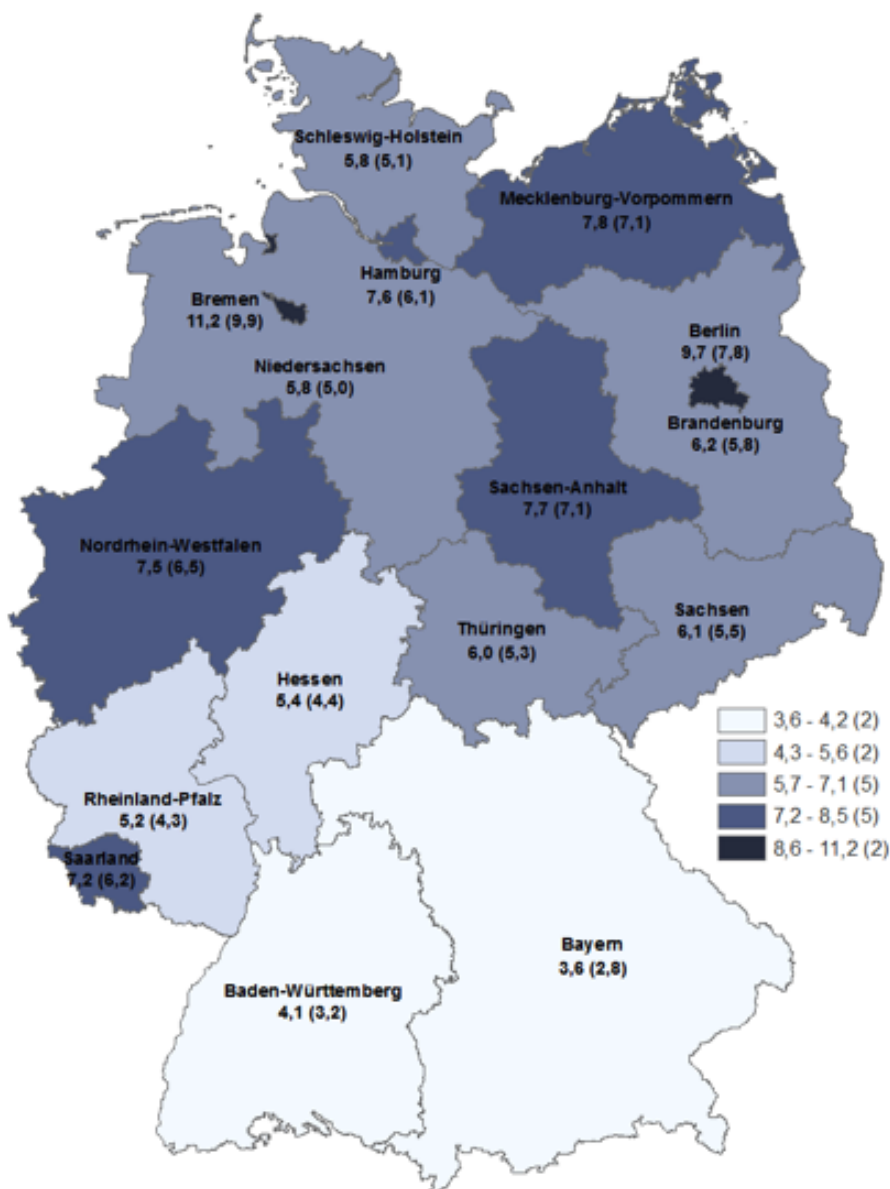 Schleswig-Holstein
5,8 (5,1)
Mecklenburg-Vorpommern
7,8 (7,1)
Hamburg
7,6 (6,1)
Bremen
11,2 (9,9)
Berlin
9,7 (7,8)
Niedersachsen
5,8 (5,0)
Brandenburg
6,2 (5,8)
Sachsen-Anhalt
7,7 (7,1)
Nordrhein-Westfalen
7,5 (6,5)
Sachsen
6,1 (5,5)
Thüringen
6,0 (5,3)
Hessen
5,4 (4,4)
3,6 - 4,2 (2)
4,3 - 5,6 (2)
5,7 - 7,1 (5)
7,2 - 8,5 (5)
8,6 - 11,2 (2)
Rheinland-Pfalz
5,2 (4,3)
Saarland
7,2 (6,2)
Bayern
3,6 (2,8)
Baden-Württemberg
4,1 (3,2)